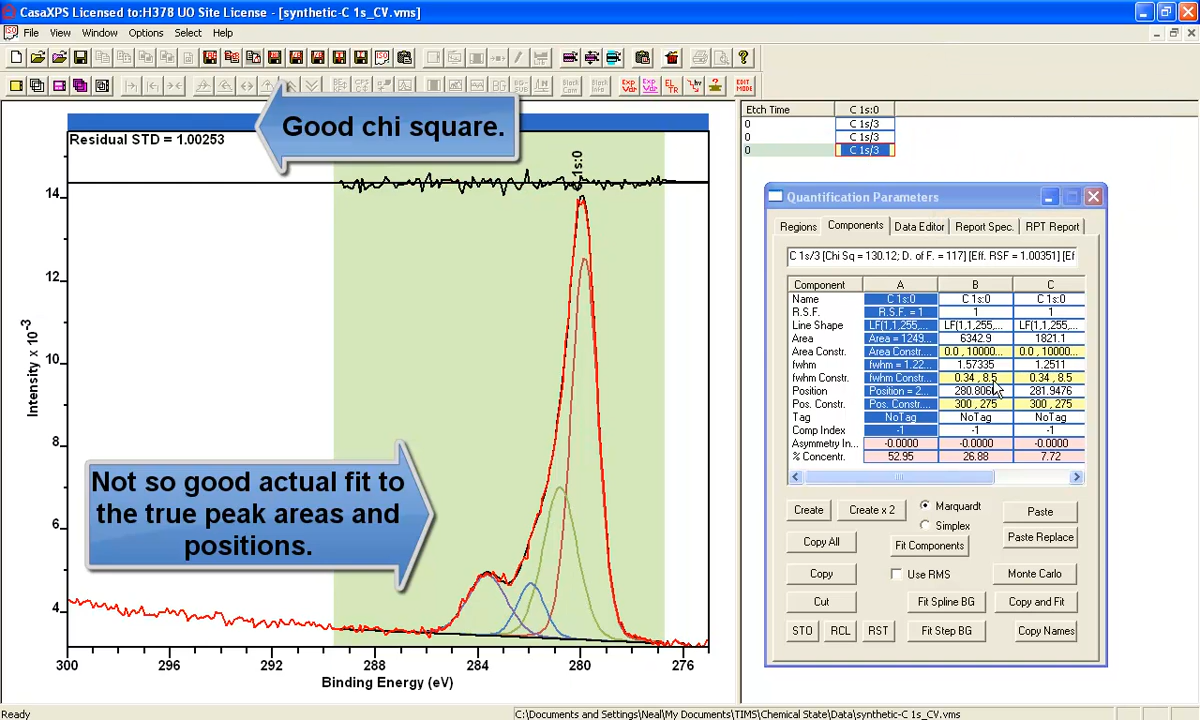 CasaXPS Licensed to:H378 UO Site License - [synthetic-C 1s_CV.vms]
File View Window Options Select Help
Exp Var Exp Var EL TR hv EDIT MODE
Residual STD = 1.00253
Good chi square.
C 1s:0
14
12
10
8
6
4
Intensity x 10-3
Not so good actual fit to
the true peak areas and
positions.
300 296 292 288 284 280 276
Binding Energy (eV)
Etch Time C 1s:0
0 C 1s/3
0 C 1s/3
0 C 1s/3
Quantification Parameters
Regions Components Data Editor Report Spec. RPT Report
C 1s/3 [Chi Sq = 130.12; D. of F. = 117] [Eff. RSF = 1.00351] [Ef
Component A B C
Name C 1s:0 C 1s:0 C 1s:0
R.S.F. R.S.F. = 1 1 1
Line Shape LF(1,1,255,... LF(1,1,255,... LF(1,1,255,...
Area Area = 1249... 6342.9 1821.1
Area Constr. Area Constr.... 0.0 , 10000... 0.0 , 10000...
fwhm fwhm = 1.22... 1.57335 1.2511
fwhm Constr. fwhm Constr... 0.34 , 8.5 0.34 , 8.5
Position Position = 2... 280.806 281.9476
Pos. Constr. Pos. Constr.... 300 , 275 300 , 275
Tag NoTag NoTag NoTag
Comp Index -1 -1 -1
Asymmetry In... -0.0000 -0.0000 -0.0000
% Concentr. 52.95 26.88 7.72
Create Create x 2 Marquardt Simplex Paste
Copy All Fit Components Paste Replace
Copy Use RMS Monte Carlo
Cut Fit Spline BG Copy and Fit
STO RCL RST Fit Step BG Copy Names
Ready C:\Documents and Settings\Neal\My Documents\TIMS\Chemical State\Data\synthetic-C 1s_CV.vms